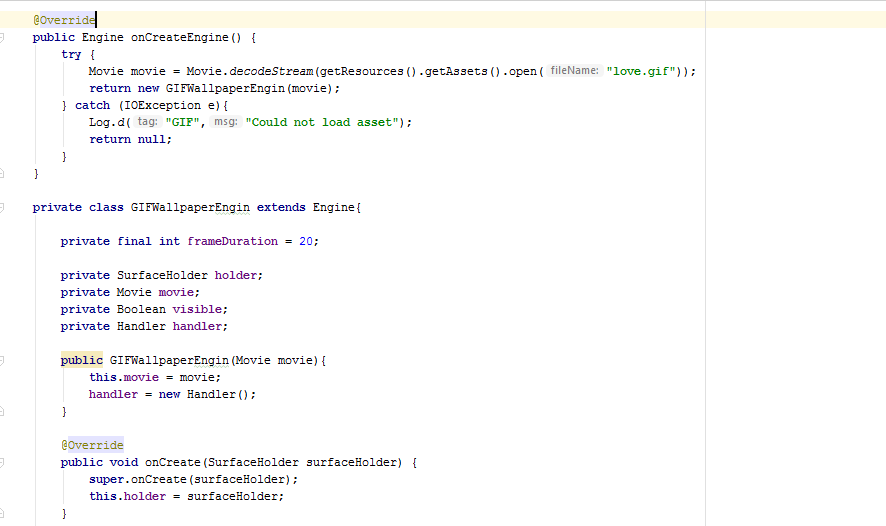 @Override
public Engine onCreateEngine() {
try {
Movie movie = Movie.decodeStream(getResources().getAssets().open( fileName: "love.gif"));
return new GIFWallpaperEngin(movie);
} catch (IOException e){
Log.d( tag: "GIF", msg: "Could not load asset");
return null;
}
}
private class GIFWallpaperEngin extends Engine{
private final int frameDuration = 20;
private SurfaceHolder holder;
private Movie movie;
private Boolean visible;
private Handler handler;
public GIFWallpaperEngin(Movie movie){
this.movie = movie;
handler = new Handler();
}
@Override
public void onCreate(SurfaceHolder surfaceHolder) {
super.onCreate(surfaceHolder);
this.holder = surfaceHolder;
}